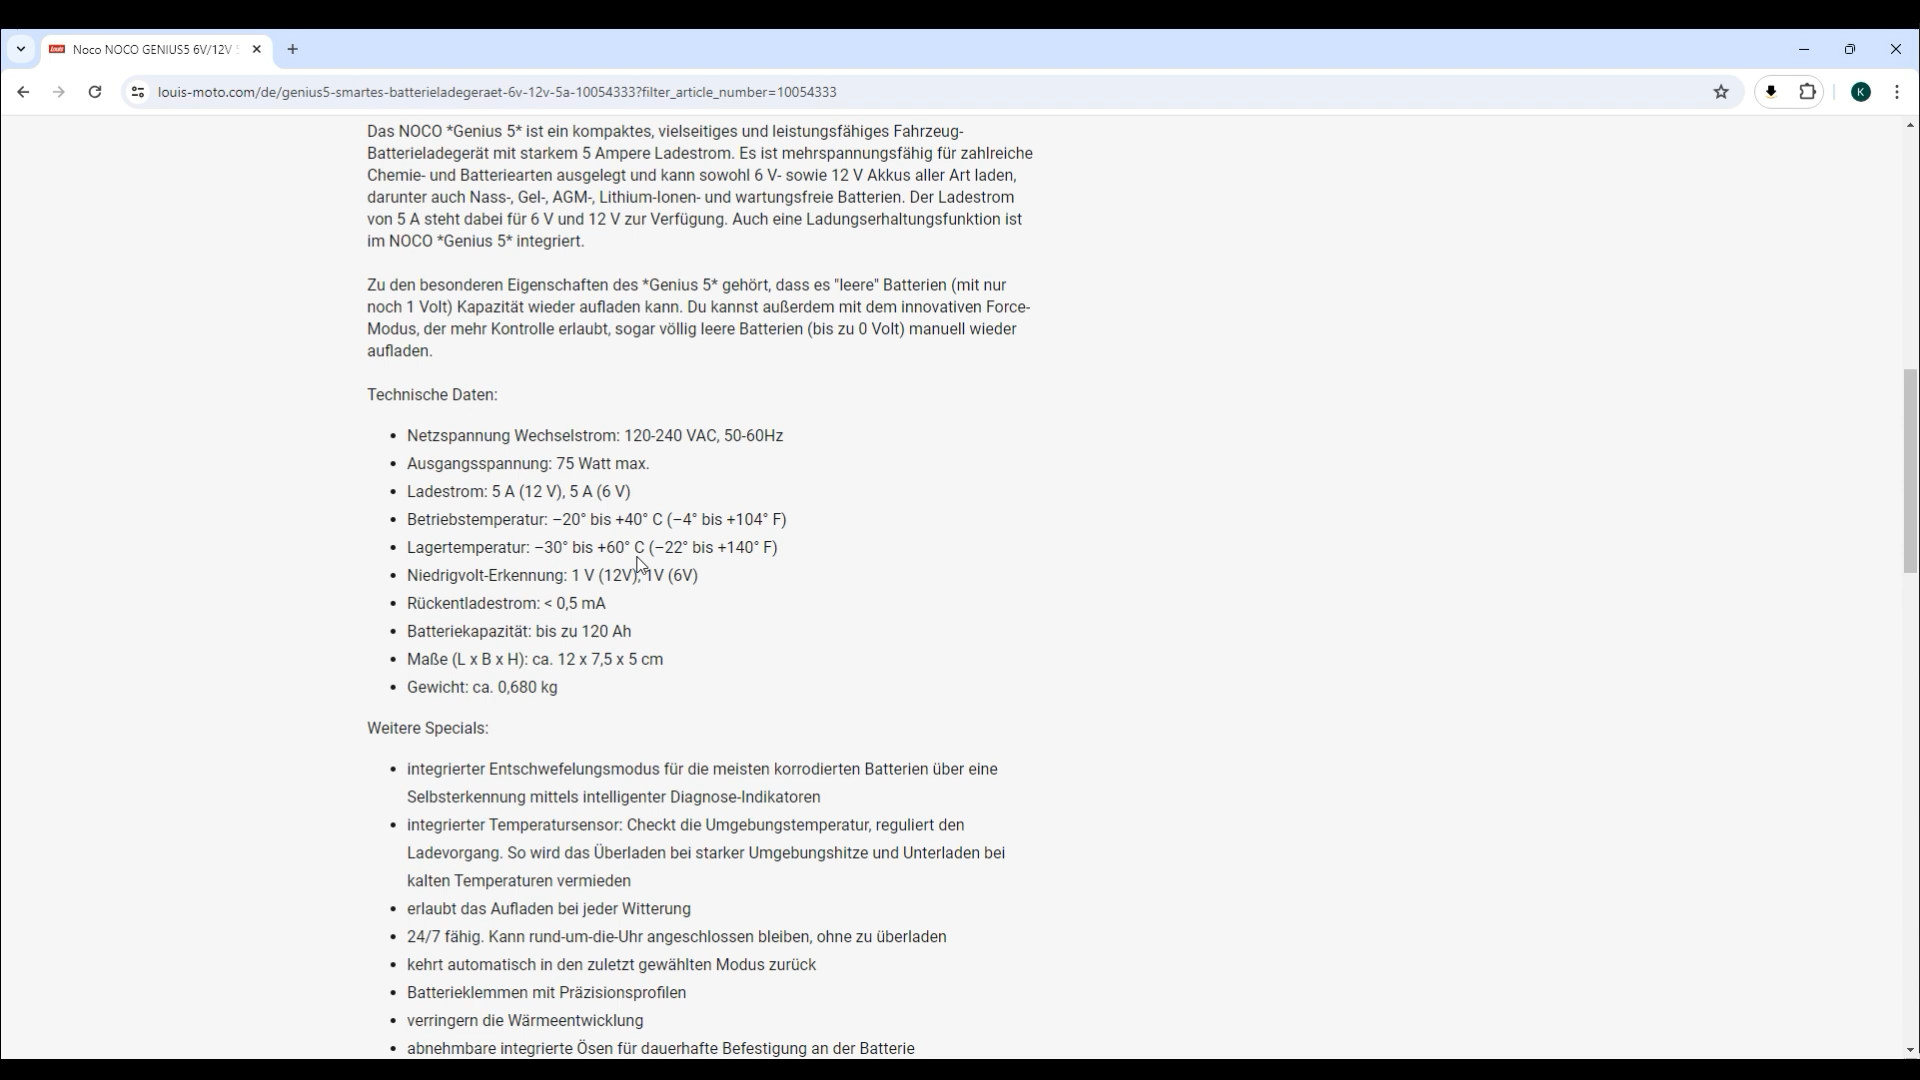 Noco NOCO GENIUS5 6V/12V
louis-moto.com/de/genius5-smartes-batterieladegeraet-6v-12v-5a-10054333?filter_article_number=10054333
K
Das NOCO *Genius 5* ist ein kompaktes, vielseitiges und leistungsfähiges Fahrzeug-
Batterieladegerät mit starkem 5 Ampere Ladestrom. Es ist mehrspannungsfähig für zahlreiche
Chemie- und Batteriearten ausgelegt und kann sowohl 6 V- sowie 12 V Akkus aller Art laden,
darunter auch Nass-, Gel-, AGM-, Lithium-Ionen- und wartungsfreie Batterien. Der Ladestrom
von 5 A steht dabei für 6 V und 12 V zur Verfügung. Auch eine Ladungserhaltungsfunktion ist
im NOCO *Genius 5* integriert.
Zu den besonderen Eigenschaften des *Genius 5* gehört, dass es "leere" Batterien (mit nur
noch 1 Volt) Kapazität wieder aufladen kann. Du kannst außerdem mit dem innovativen Force-
Modus, der mehr Kontrolle erlaubt, sogar völlig leere Batterien (bis zu 0 Volt) manuell wieder
aufladen.
Technische Daten:
• Netzspannung Wechselstrom: 120-240 VAC, 50-60Hz
• Ausgangsspannung: 75 Watt max.
• Ladestrom: 5 A (12 V), 5 A (6 V)
• Betriebstemperatur: −20° bis +40° C (−4° bis +104° F)
• Lagertemperatur: −30° bis +60° C (−22° bis +140° F)
• Niedrigvolt-Erkennung: 1 V (12V), 1V (6V)
• Rückentladestrom: < 0,5 mA
• Batteriekapazität: bis zu 120 Ah
• Maße (L x B x H): ca. 12 x 7,5 x 5 cm
• Gewicht: ca. 0,680 kg
Weitere Specials:
• integrierter Entschwefelungsmodus für die meisten korrodierten Batterien über eine
Selbsterkennung mittels intelligenter Diagnose-Indikatoren
• integrierter Temperatursensor: Checkt die Umgebungstemperatur, reguliert den
Ladevorgang. So wird das Überladen bei starker Umgebungshitze und Unterladen bei
kalten Temperaturen vermieden
• erlaubt das Aufladen bei jeder Witterung
• 24/7 fähig. Kann rund-um-die-Uhr angeschlossen bleiben, ohne zu überladen
• kehrt automatisch in den zuletzt gewählten Modus zurück
• Batterieklemmen mit Präzisionsprofilen
• verringern die Wärmeentwicklung
• abnehmbare integrierte Ösen für dauerhafte Befestigung an der Batterie